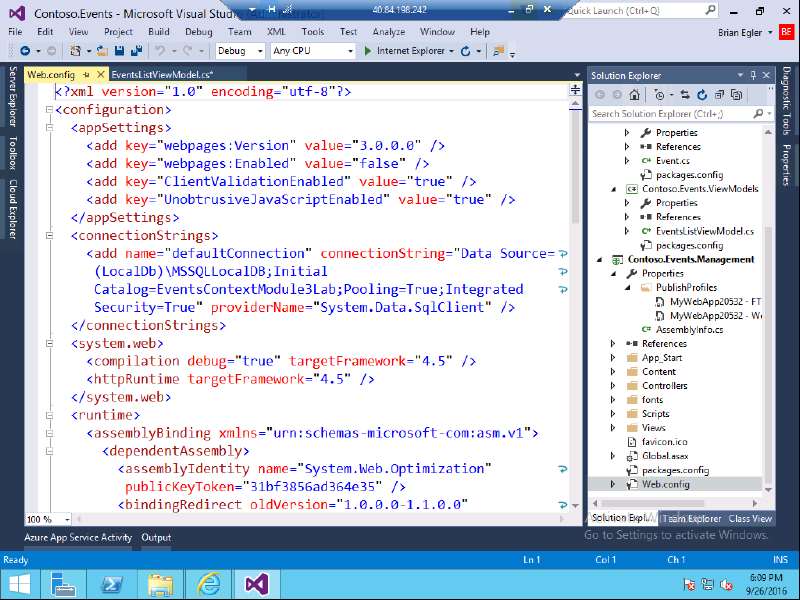 Contoso.Events - Microsoft Visual Studio
40.84.198.242
Quick Launch (Ctrl+Q)
File Edit View Project Build Debug Team XML Tools Test Analyze Window Help
Brian Egler BE
Debug Any CPU Internet Explorer
Server Explorer
Toolbox
Cloud Explorer
Web.config EventsListViewModel.cs*
<?xml version="1.0" encoding="utf-8"?>
<configuration>
<appSettings>
<add key="webpages:Version" value="3.0.0.0" />
<add key="webpages:Enabled" value="false" />
<add key="ClientValidationEnabled" value="true" />
<add key="UnobtrusiveJavaScriptEnabled" value="true" />
</appSettings>
<connectionStrings>
<add name="defaultConnection" connectionString="Data Source=
(LocalDb)\MSSQLLocalDB;Initial
Catalog=EventsContextModule3Lab;Pooling=True;Integrated
Security=True" providerName="System.Data.SqlClient" />
</connectionStrings>
<system.web>
<compilation debug="true" targetFramework="4.5" />
<httpRuntime targetFramework="4.5" />
</system.web>
<runtime>
<assemblyBinding xmlns="urn:schemas-microsoft-com:asm.v1">
<dependentAssembly>
<assemblyIdentity name="System.Web.Optimization"
publicKeyToken="31bf3856ad364e35" />
<bindingRedirect oldVersion="1.0.0.0-1.1.0.0"
100 %
Solution Explorer
Search Solution Explorer (Ctrl+;)
Properties
References
Event.cs
packages.config
Contoso.Events.ViewModels
Properties
References
EventsListViewModel.cs
packages.config
Contoso.Events.Management
Properties
PublishProfiles
MyWebApp20532 - FT
MyWebApp20532 - We
AssemblyInfo.cs
References
App_Start
Content
Controllers
fonts
Scripts
Views
favicon.ico
Global.asax
packages.config
Web.config
Solution Expl... Team Explorer Class View
Diagnostic Tools
Properties
Go to Settings to activate Windows.
Azure App Service Activity Output
Ready Ln 1 Col 1 Ch 1 INS
6:09 PM
9/26/2016